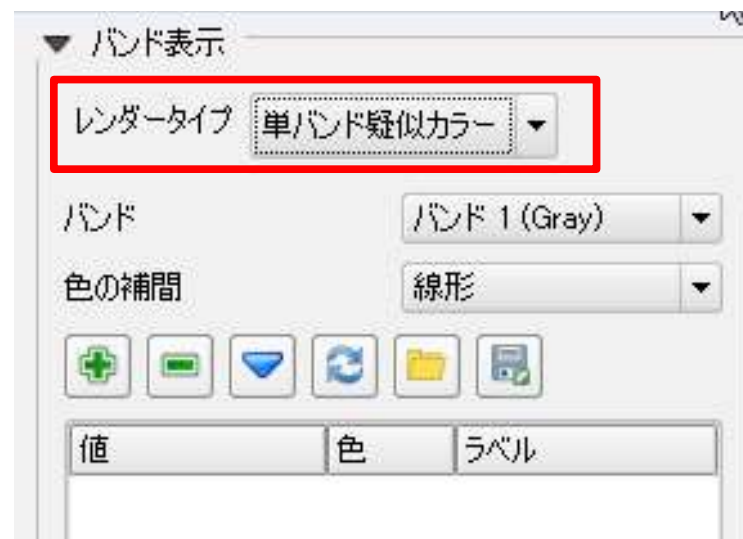 バンド表示
レンダータイプ 単バンド疑似カラー
バンド バンド 1 (Gray)
色の補間 線形
値 色 ラベル